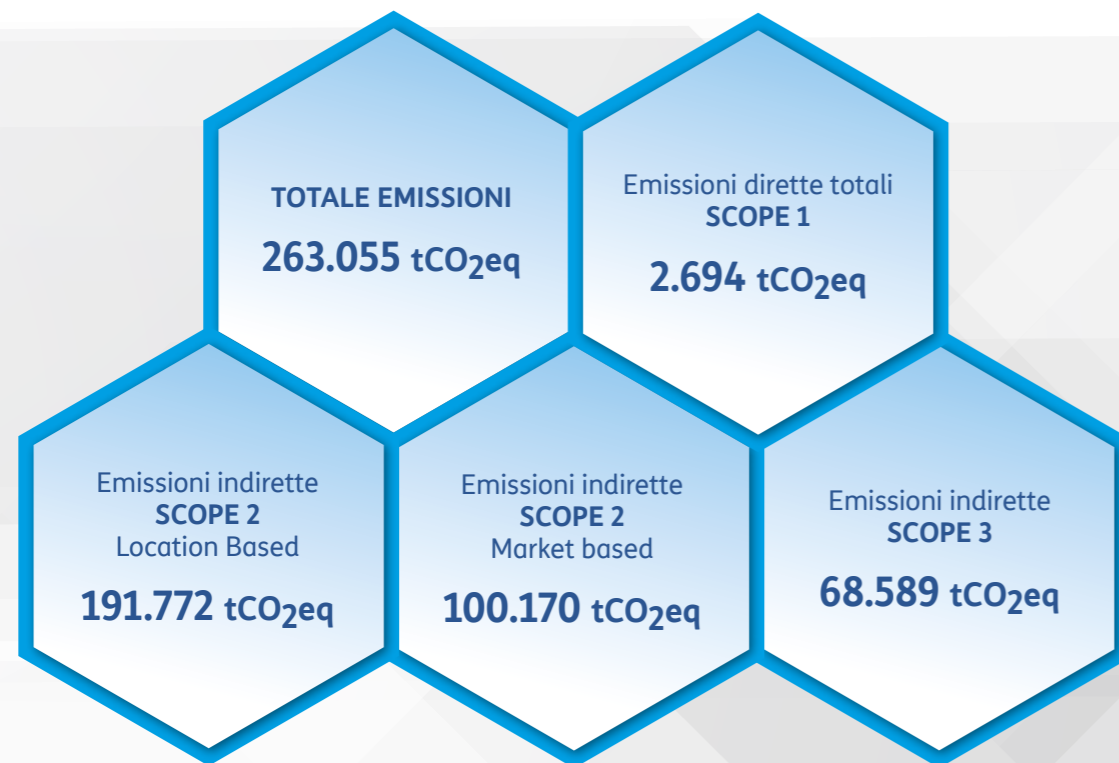 TOTALE EMISSIONI
263.055 tCO2eq
Emissioni dirette totali
SCOPE 1
2.694 tCO2eq
Emissioni indirette
SCOPE 2
Location Based
191.772 tCO2eq
Emissioni indirette
SCOPE 2
Market based
100.170 tCO2eq
Emissioni indirette
SCOPE 3
68.589 tCO2eq